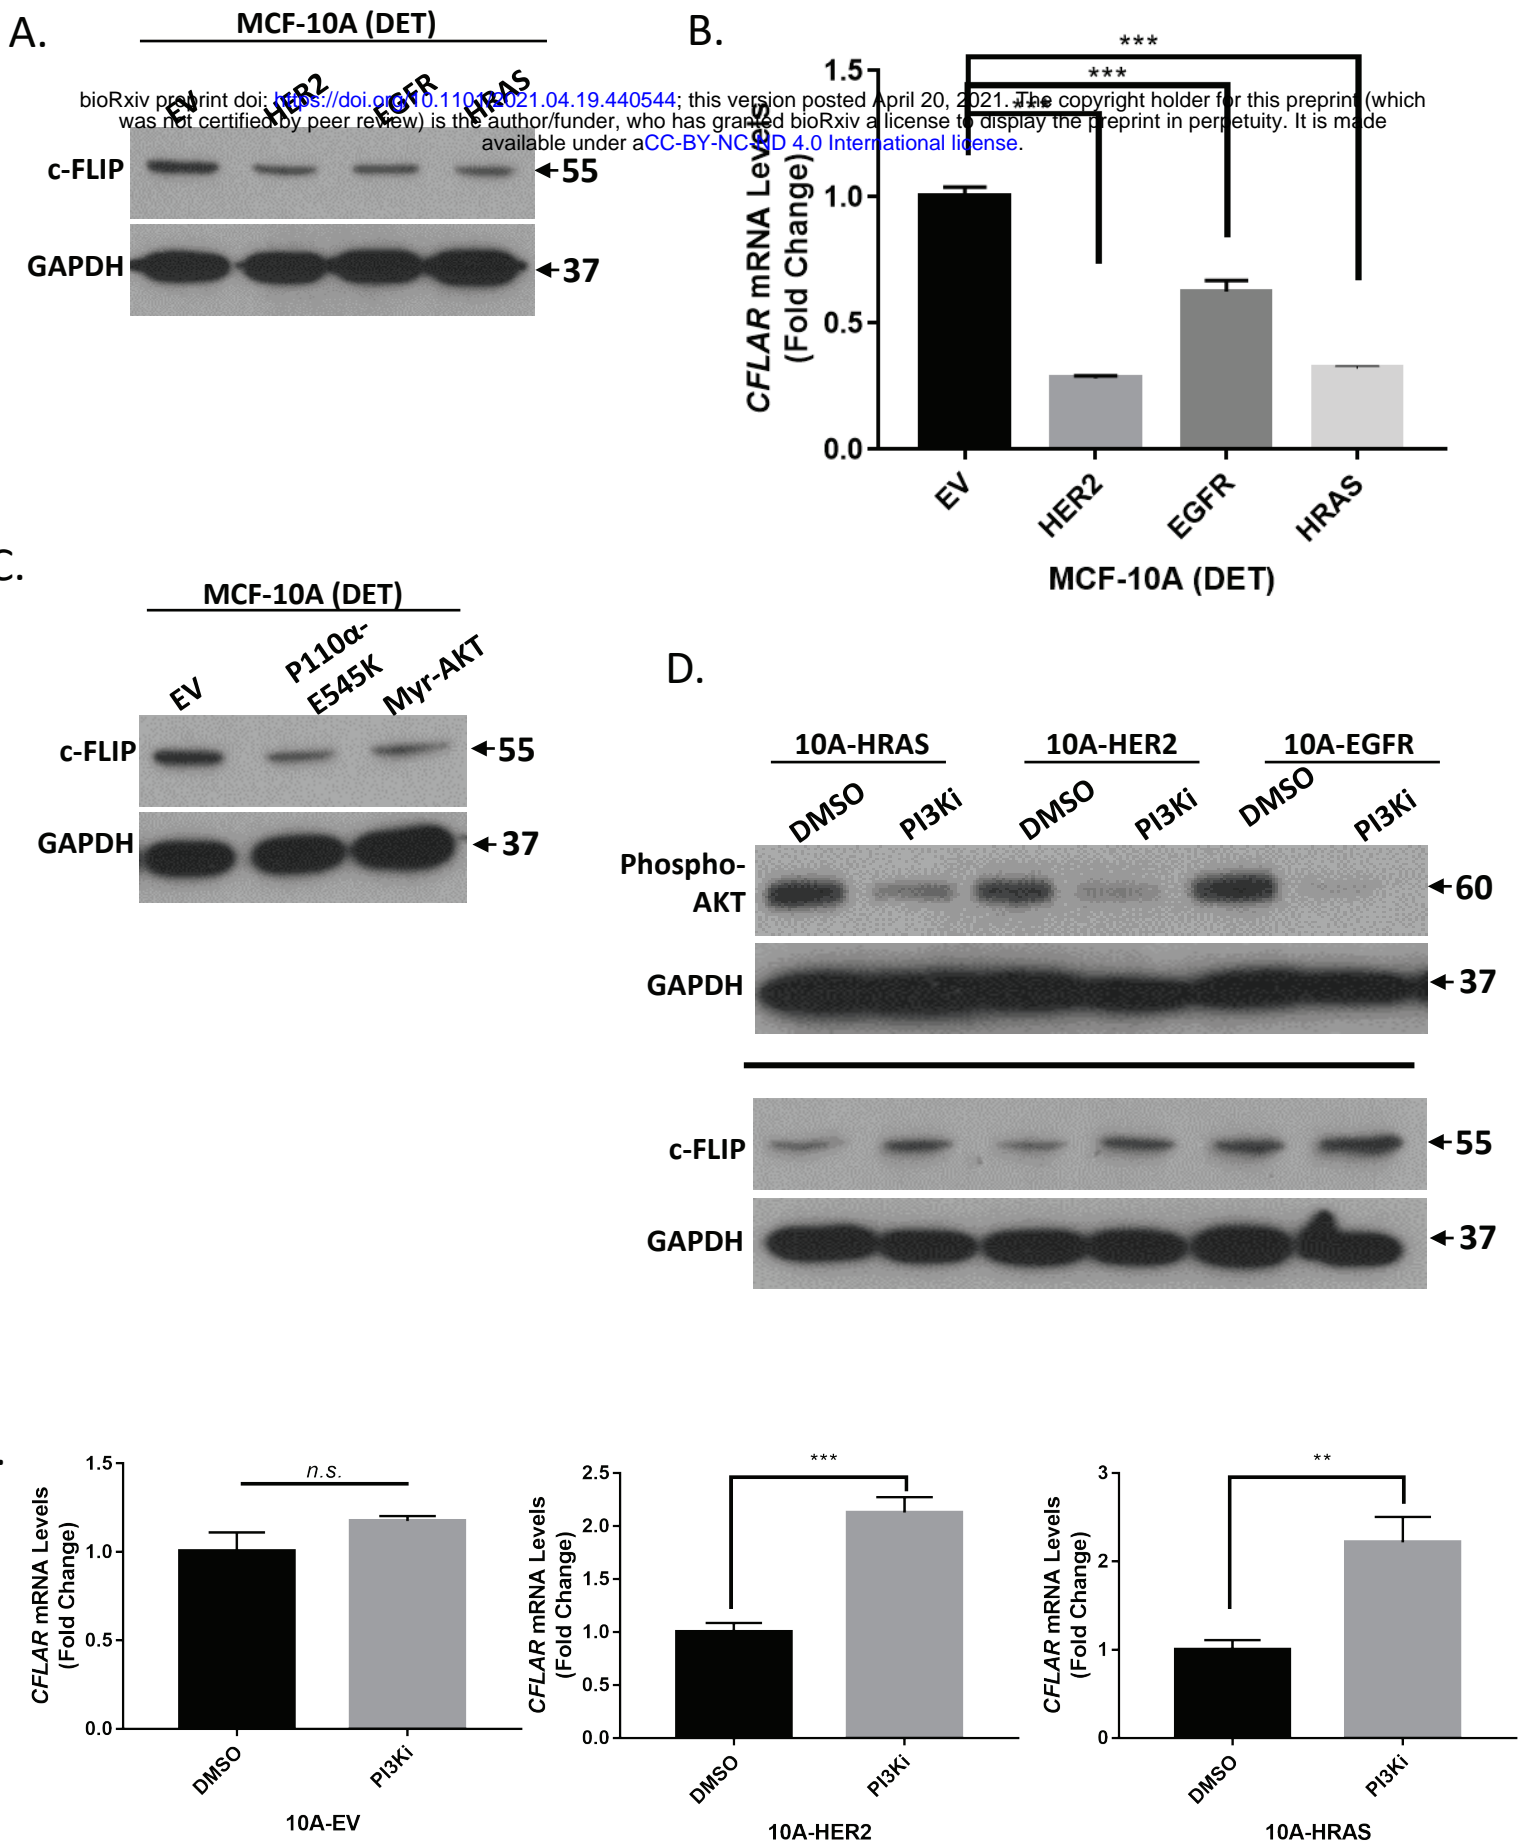 A.
MCF-10A (DET)
EV
HER2
EGFR
HRAS
c-FLIP
55
GAPDH
37
bioRxiv preprint doi: https://doi.org/10.1101/2021.04.19.440544; this version posted April 20, 2021. The copyright holder for this preprint (which
was not certified by peer review) is the author/funder, who has granted bioRxiv a license to display the preprint in perpetuity. It is made
available under aCC-BY-NC-ND 4.0 International license.
B.
***
***
***
CFLAR mRNA Levels
(Fold Change)
1.5
1.0
0.5
0.0
EV
HER2
EGFR
HRAS
MCF-10A (DET)
C.
MCF-10A (DET)
EV
P110α-
E545K
Myr-AKT
c-FLIP
55
GAPDH
37
D.
10A-HRAS
10A-HER2
10A-EGFR
DMSO
PI3Ki
DMSO
PI3Ki
DMSO
PI3Ki
Phospho-
AKT
60
GAPDH
37
c-FLIP
55
GAPDH
37
CFLAR mRNA Levels
(Fold Change)
1.5
1.0
0.5
0.0
n.s.
DMSO
PI3Ki
10A-EV
CFLAR mRNA Levels
(Fold Change)
2.5
2.0
1.5
1.0
0.5
0.0
***
DMSO
PI3Ki
10A-HER2
CFLAR mRNA Levels
(Fold Change)
3
2
1
0
**
DMSO
PI3Ki
10A-HRAS